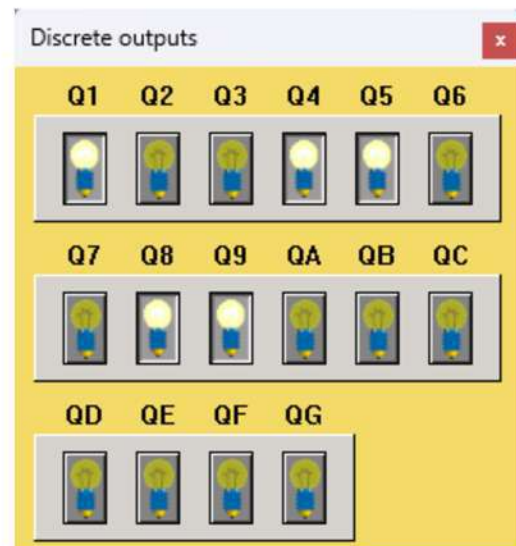 Discrete outputs x
Q1 Q2 Q3 Q4 Q5 Q6
Q7 Q8 Q9 QA QB QC
QD QE QF QG